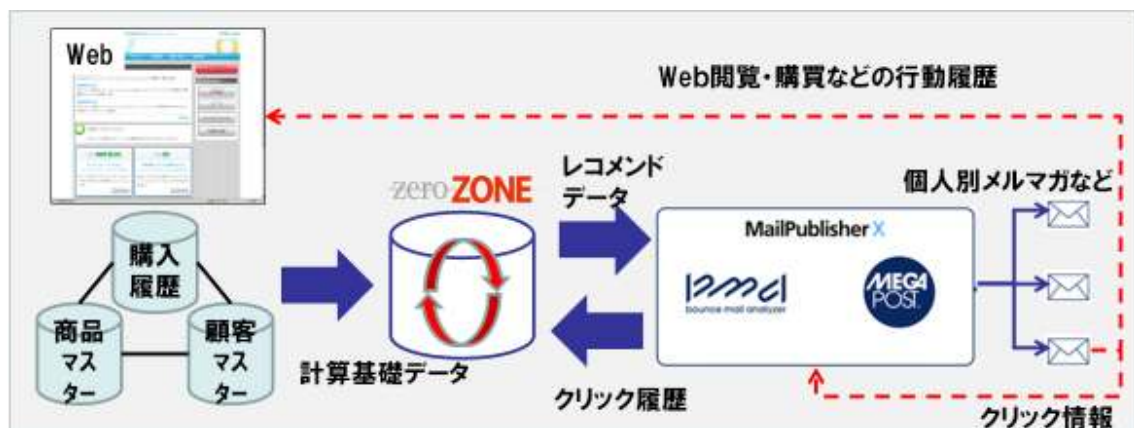 Web
Web閲覧・購買などの行動履歴
zero ZONE
レコメンド
データ
個人別メルマガなど
MailPublisher X
購入
履歴
bmd
bounce mail analyzer
MEGA
POST
商品
マス
ター
顧客
マス
ター
計算基礎データ
クリック履歴
クリック情報